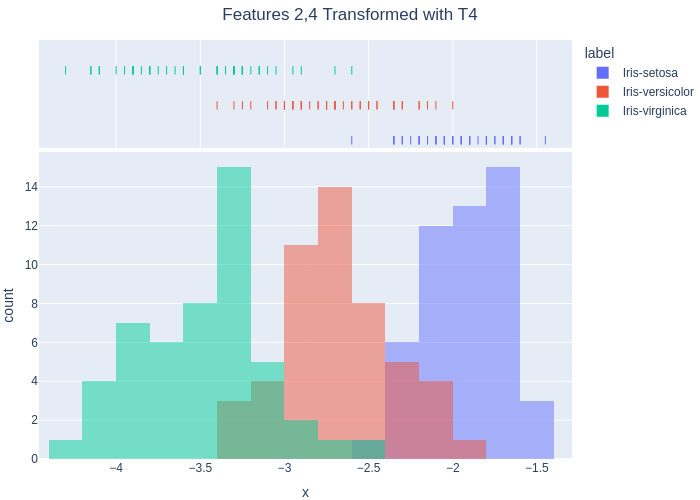 Features 2,4 Transformed with T4
label
Iris-setosa
Iris-versicolor
Iris-virginica
14
12
10
8
6
4
2
0
count
−4 −3.5 −3 −2.5 −2 −1.5
x